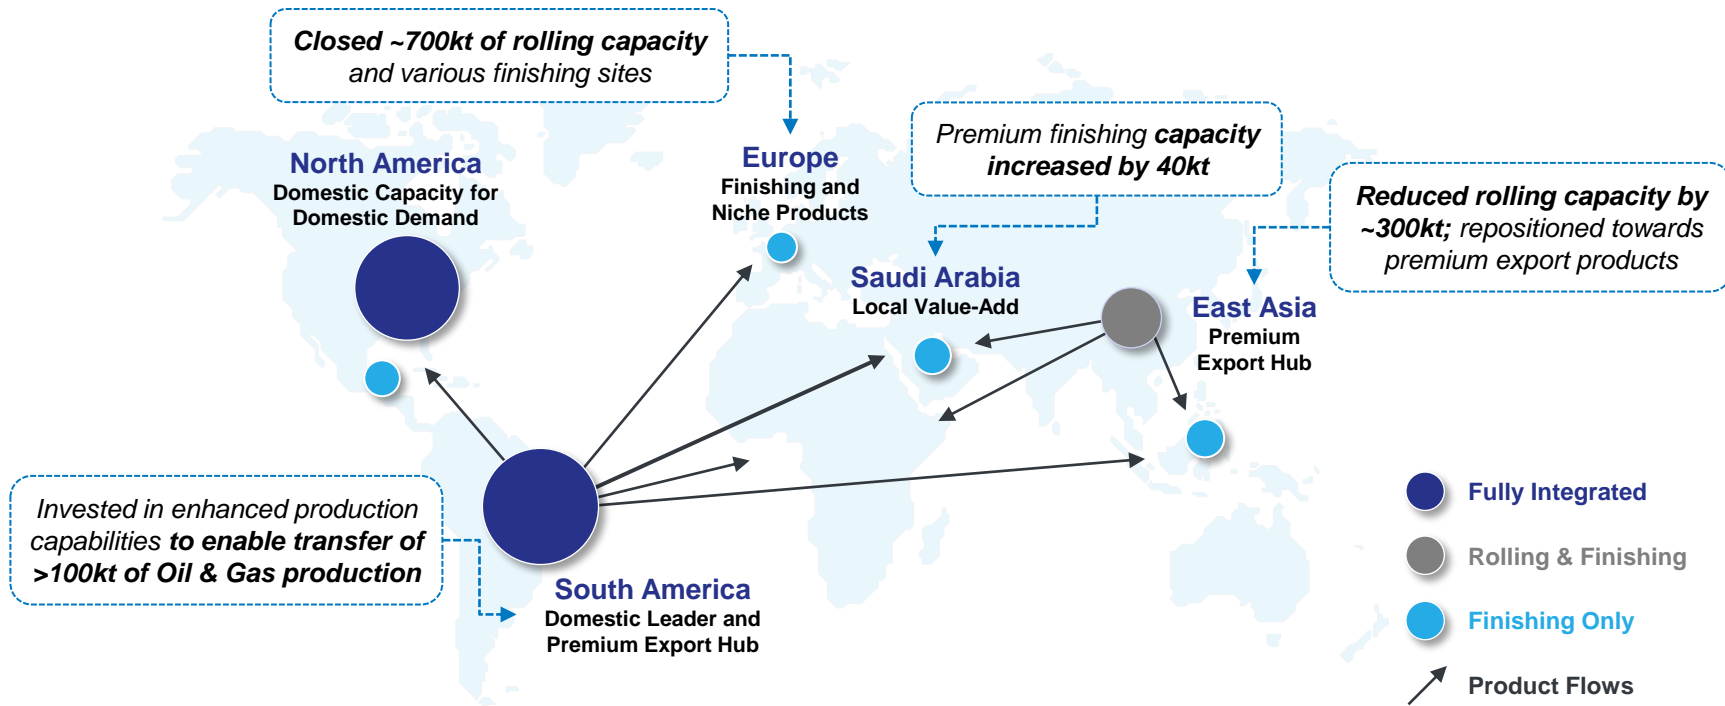 Closed ~700kt of rolling capacity
and various finishing sites
Premium finishing capacity
increased by 40kt
Reduced rolling capacity by
~300kt; repositioned towards
premium export products
North America
Domestic Capacity for
Domestic Demand
Europe
Finishing and
Niche Products
Saudi Arabia
Local Value-Add
East Asia
Premium
Export Hub
Invested in enhanced production
capabilities to enable transfer of
>100kt of Oil & Gas production
South America
Domestic Leader and
Premium Export Hub
Fully Integrated
Rolling & Finishing
Finishing Only
Product Flows